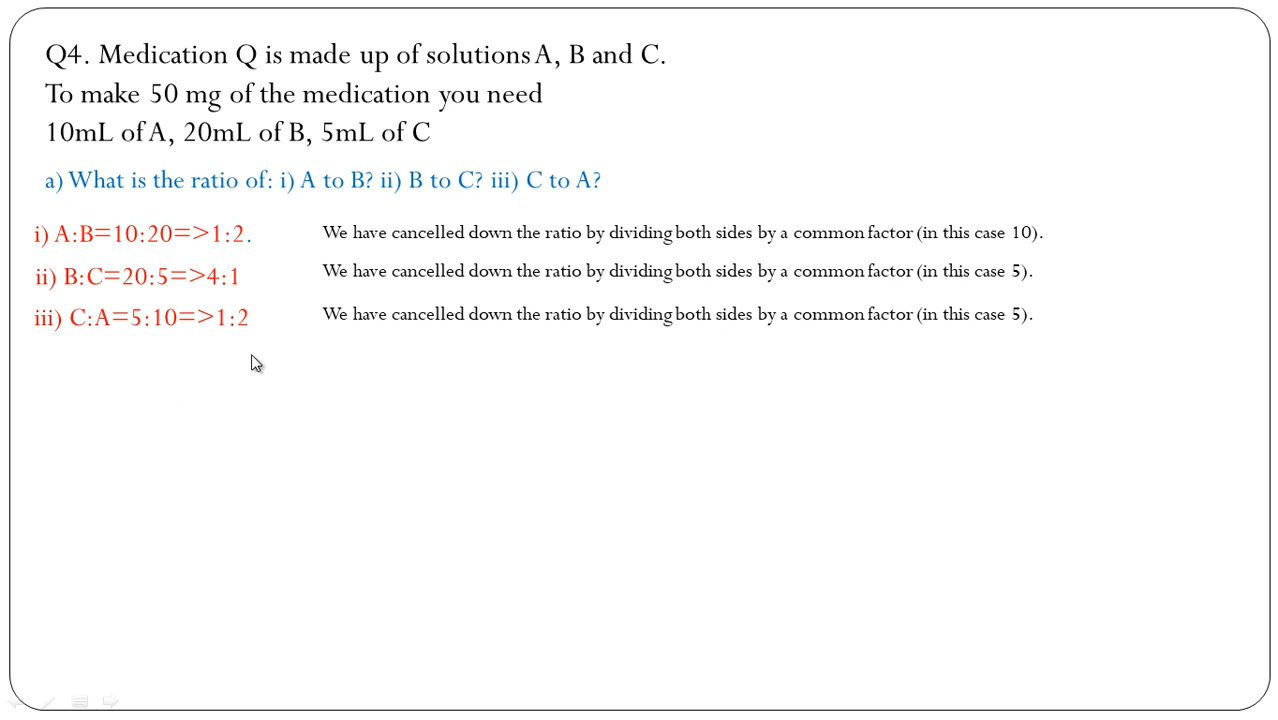 Q4. Medication Q is made up of solutions A, B and C.
To make 50 mg of the medication you need
10mL of A, 20mL of B, 5mL of C
a) What is the ratio of: i) A to B? ii) B to C? iii) C to A?
i) A:B=10:20=>1:2.
We have cancelled down the ratio by dividing both sides by a common factor (in this case 10).
ii) B:C=20:5=>4:1
We have cancelled down the ratio by dividing both sides by a common factor (in this case 5).
iii) C:A=5:10=>1:2
We have cancelled down the ratio by dividing both sides by a common factor (in this case 5).